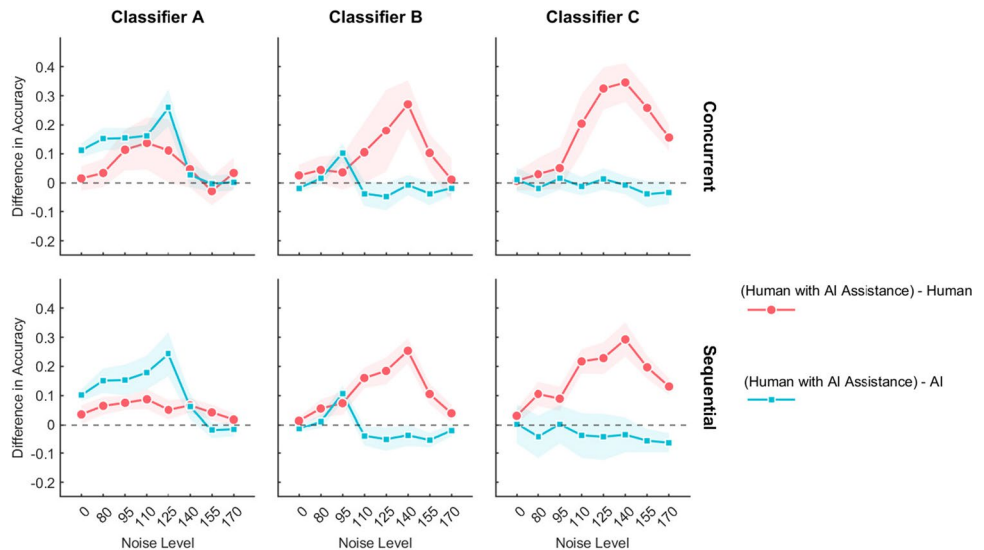 Classifier A
Classifier B
Classifier C
Difference in Accuracy
0.4
0.3
0.2
0.1
0
-0.1
-0.2
Concurrent
Difference in Accuracy
0.4
0.3
0.2
0.1
0
-0.1
-0.2
Sequential
0 80 95 110 125 140 155 170
0 80 95 110 125 140 155 170
0 80 95 110 125 140 155 170
Noise Level
Noise Level
Noise Level
(Human with AI Assistance) - Human
(Human with AI Assistance) - AI